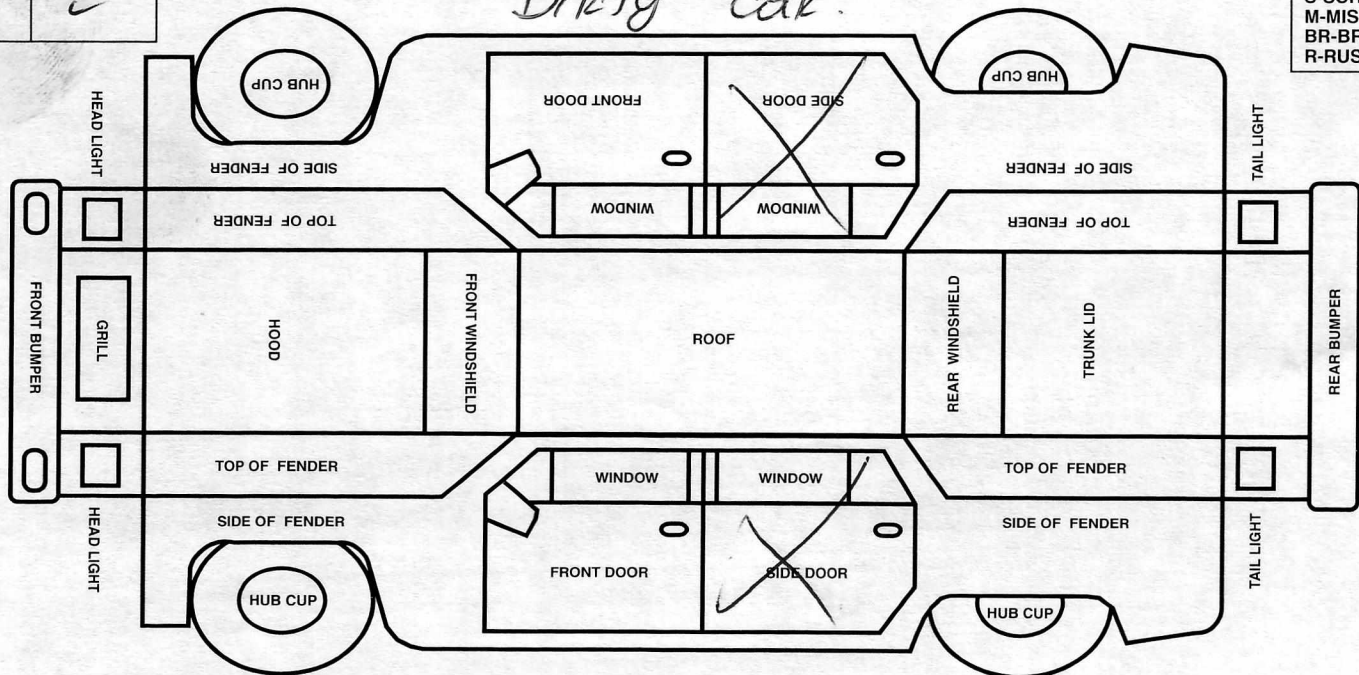 Dirty Car.
M-MIS
BR-BR
R-RUS
HUB CUP
HUB CUP
HEAD LIGHT
FRONT DOOR
SIDE DOOR
TAIL LIGHT
SIDE OF FENDER
SIDE OF FENDER
TOP OF FENDER
WINDOW
WINDOW
TOP OF FENDER
FRONT BUMPER
GRILL
HOOD
FRONT WINDSHIELD
ROOF
REAR WINDSHIELD
TRUNK LID
REAR BUMPER
TOP OF FENDER
WINDOW
WINDOW
TOP OF FENDER
SIDE OF FENDER
SIDE OF FENDER
HEAD LIGHT
FRONT DOOR
SIDE DOOR
TAIL LIGHT
HUB CUP
HUB CUP